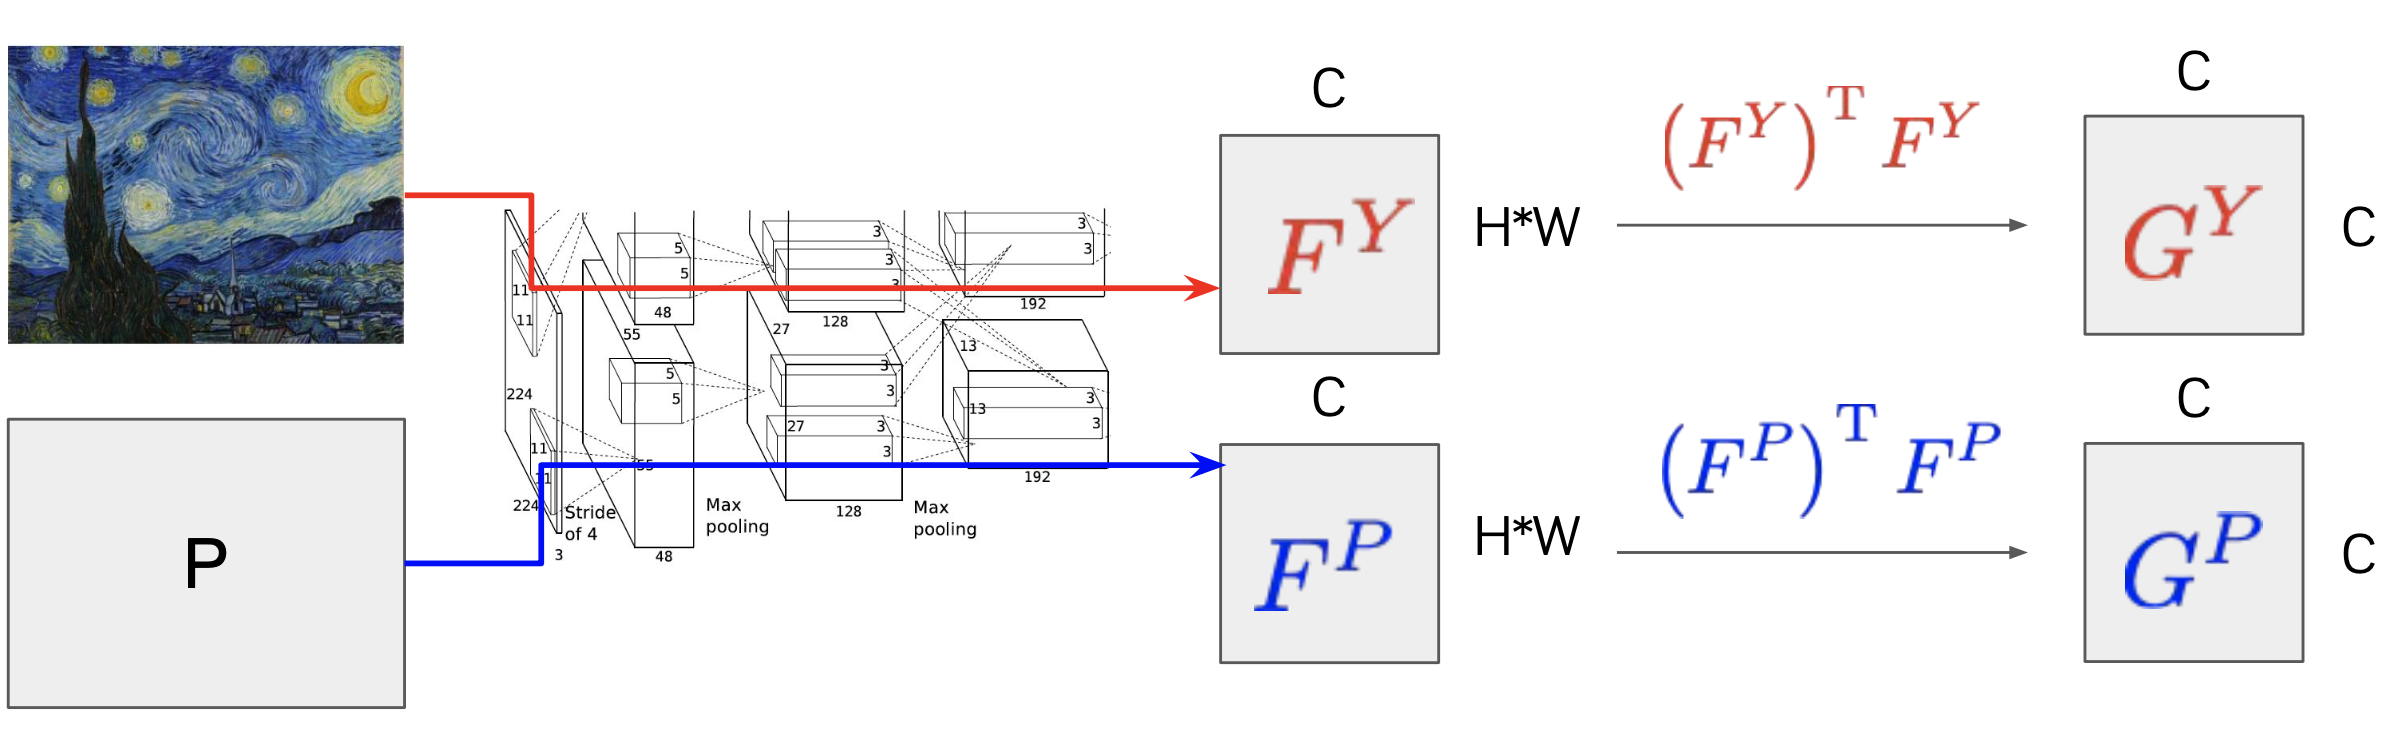 C
C
(F^Y)^T F^Y
F^Y
H*W
G^Y
C
5
5
48
3
3
3
128
3
3
192
11
11
55
27
13
224
5
5
3
3
13
3
3
27
3
3
192
11
11
224
55
Stride
of 4
3
48
Max
pooling
128
Max
pooling
P
C
C
(F^P)^T F^P
F^P
H*W
G^P
C